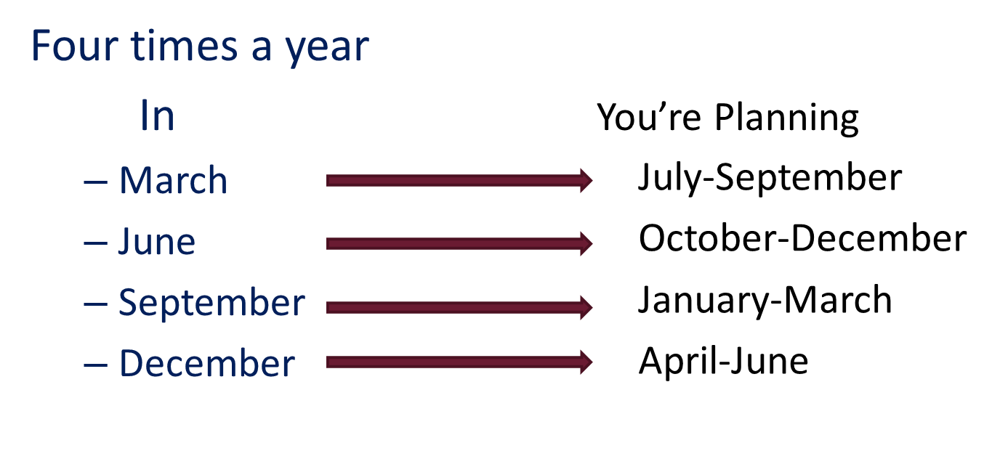 Four times a year
In You’re Planning
– March July-September
– June October-December
– September January-March
– December April-June